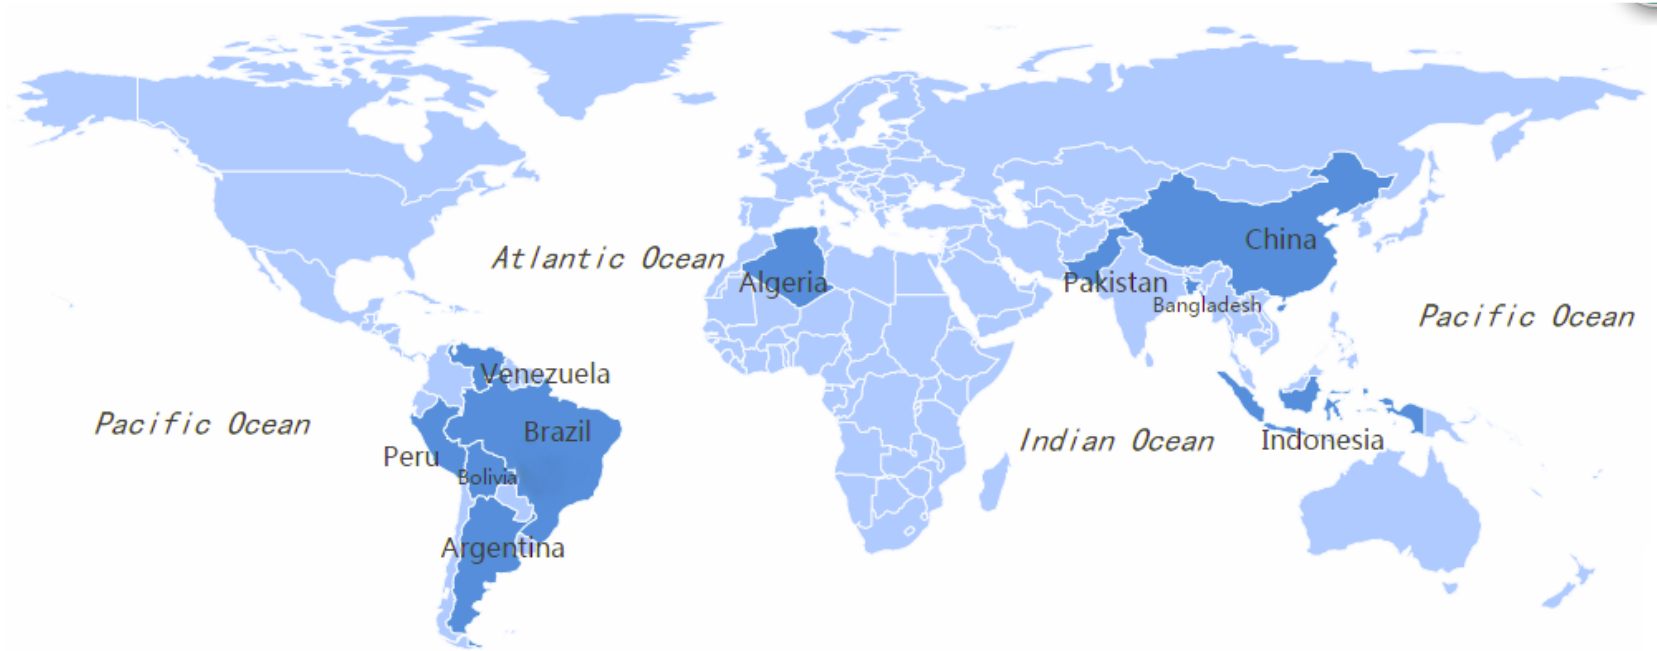 China
Atlantic Ocean
Algeria
Pakistan
Bangladesh
Pacific Ocean
Venezuela
Pacific Ocean
Brazil
Indian Ocean
Indonesia
Peru
Bolivia
Argentina